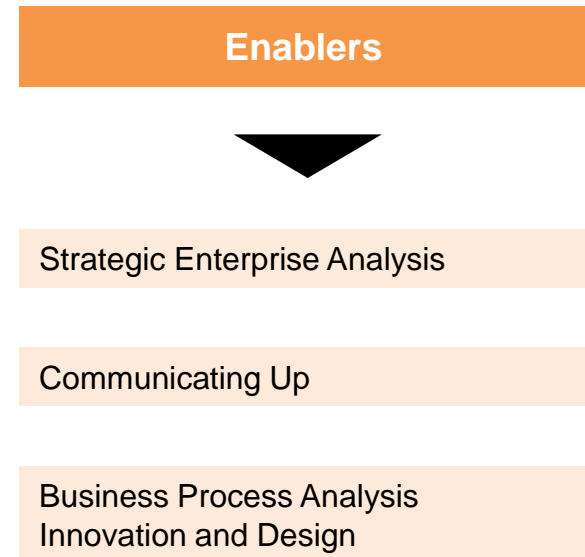 Enablers
Strategic Enterprise Analysis
Communicating Up
Business Process Analysis
Innovation and Design